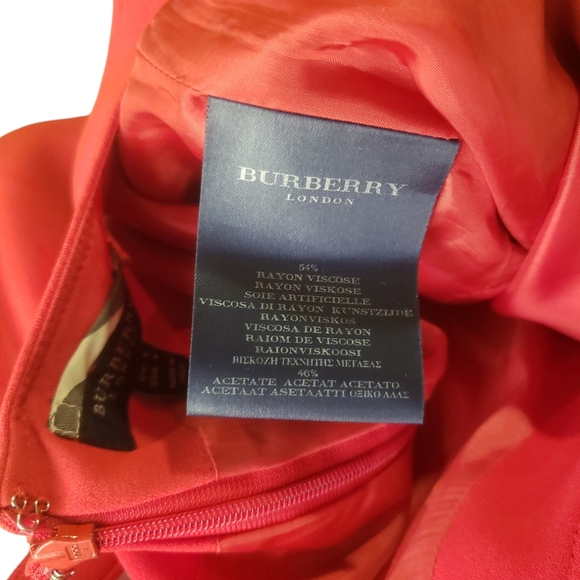 BURBERRY
LONDON
54%
RAYON VISCOSE
RAYON VISKOSE
SOIE ARTIFICIELLE
VISCOSA DI RAYON KUNSTZIJDE
RAYONVISKOS
VISCOSA DE RAYON
RAIOM DE VISCOSE
RAIONVISKOOSI
ΒΙΣΚΟΖΗ ΤΕΧΝΗΤΗΣ ΜΕΤΑΞΑΣ
46%
ACETATE ACETAT ACETATO
ACETAAT ASETAATTI ΟΞΙΚΟ ΑΛΑΣ
BURBERRY